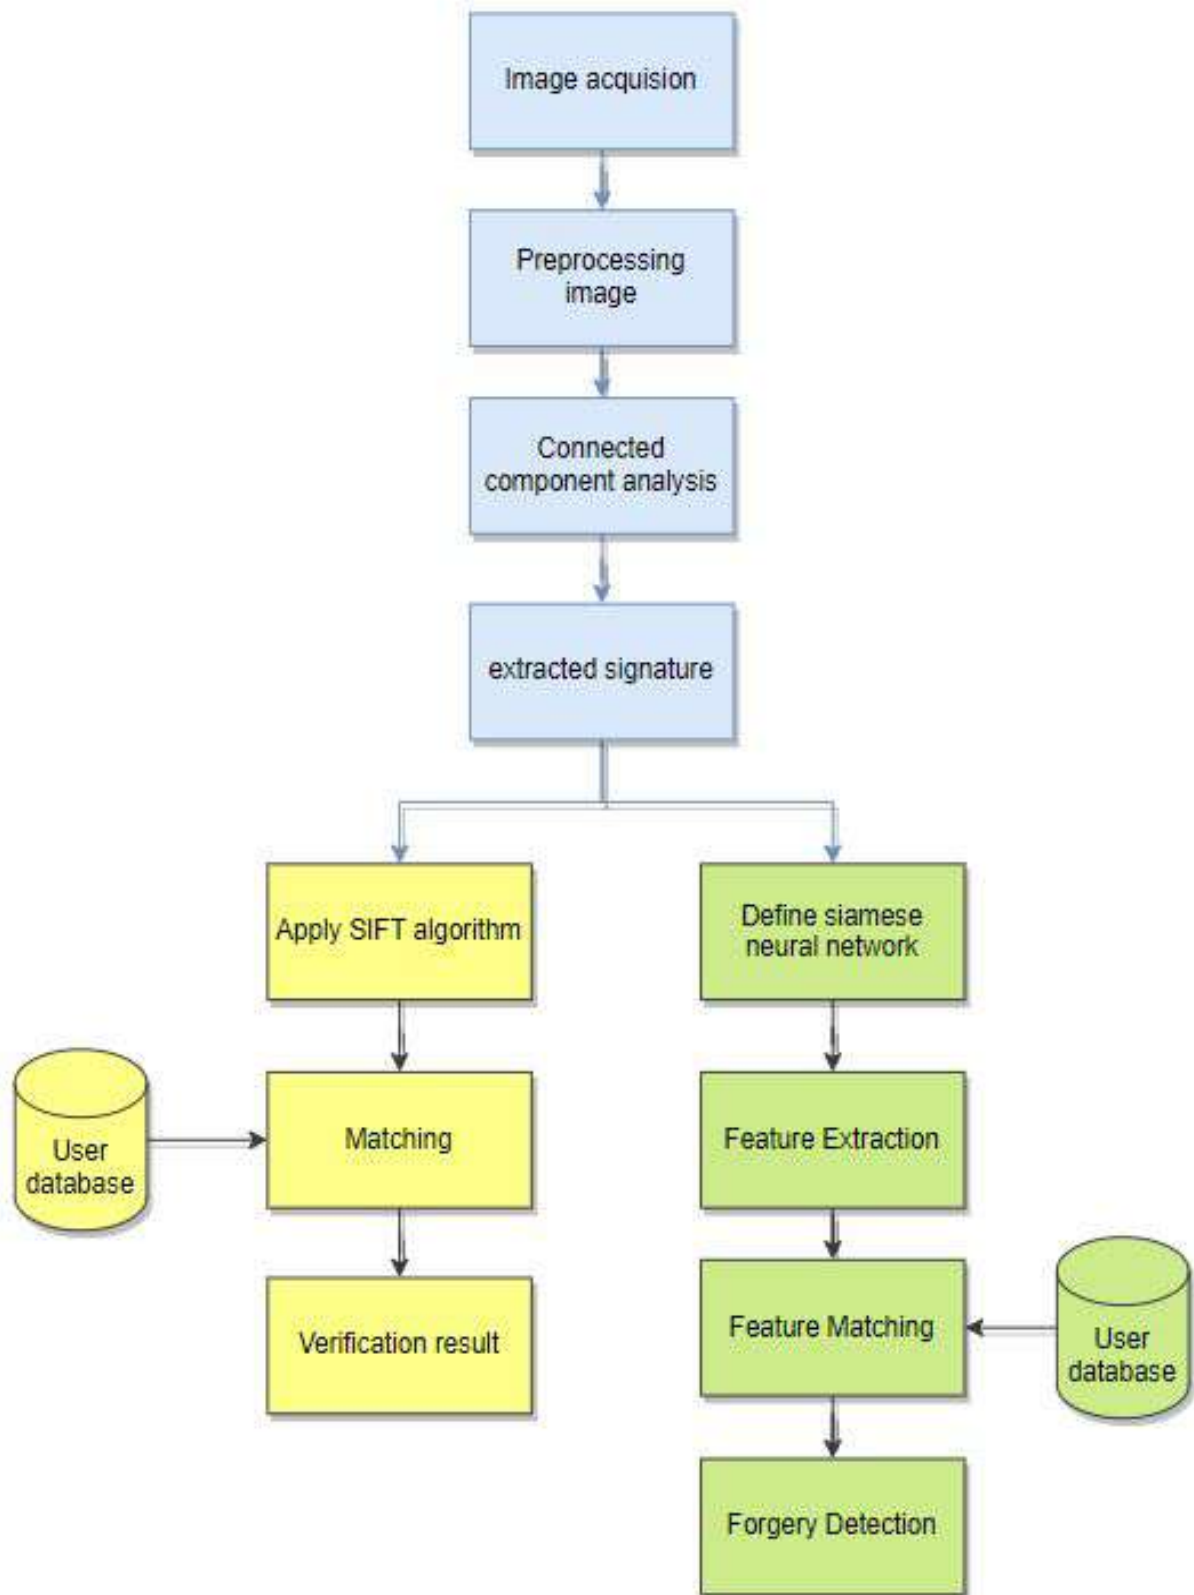 Image acquision
Preprocessing
image
Connected
component analysis
extracted signature
Apply SIFT algorithm
Define siamese
neural network
User
database
Matching
Feature Extraction
Verification result
Feature Matching
User
database
Forgery Detection